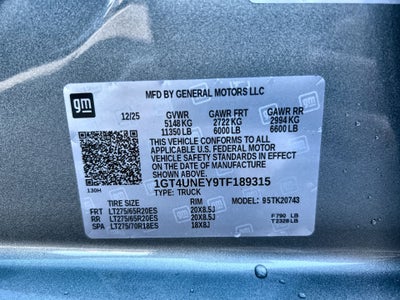 MFD BY GENERAL MOTORS LLC
gm
12/25 GVWR GAWR FRT GAWR RR
5148 KG 2722 KG 2994 KG
11350 LB 6000 LB 6600 LB
THIS VEHICLE CONFORMS TO ALL
APPLICABLE U.S. FEDERAL MOTOR
VEHICLE SAFETY STANDARDS IN EFFECT ON
THE DATE OF MANUFACTURE SHOWN ABOVE.
1GT4UNEY9TF189315
130H
TYPE: TRUCK
TIRE SIZE RIM MODEL: 95TK20743
FRT LT275/65R20ES 20X8.5J F790 LB
RR LT275/65R20ES 20X8.5J T2328LB
SPA LT275/70R18ES 18X8J